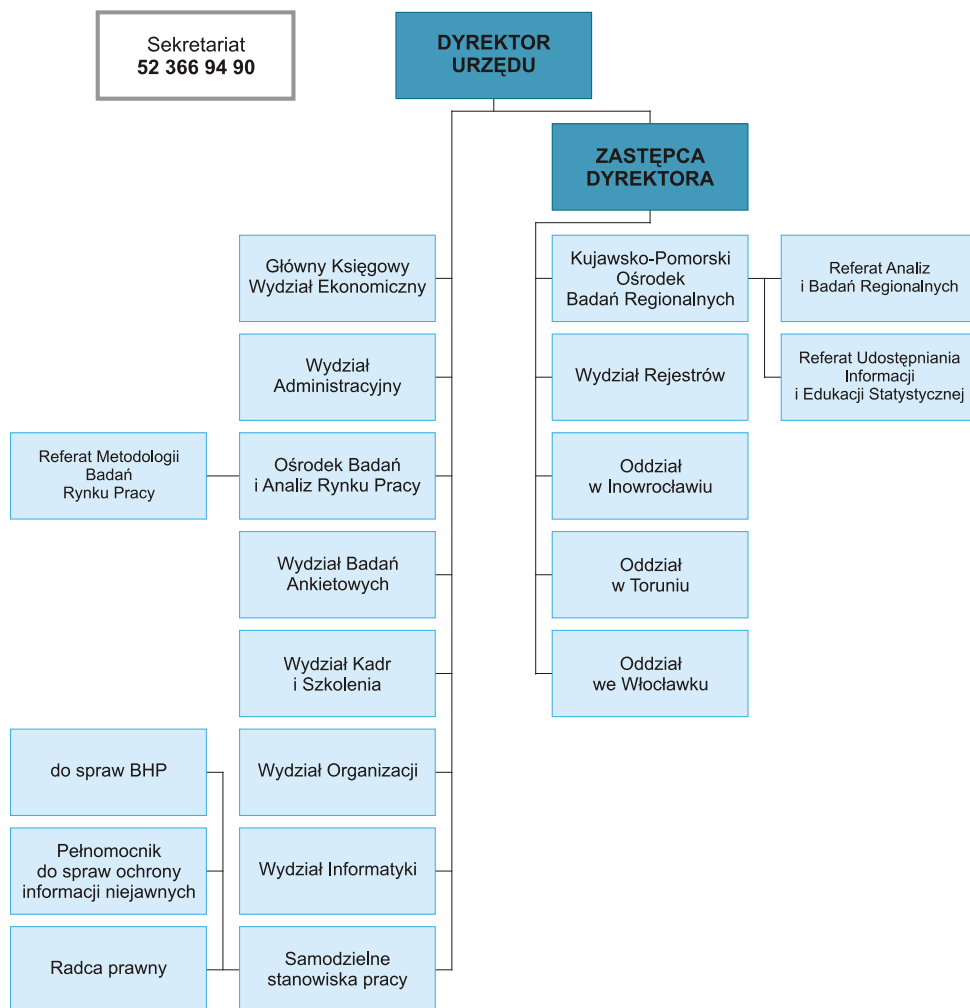 Sekretariat
52 366 94 90
DYREKTOR
URZĘDU
ZASTĘPCA
DYREKTORA
Główny Księgowy
Wydział Ekonomiczny
Kujawsko-Pomorski
Ośrodek
Badań Regionalnych
Referat Analiz
i Badań Regionalnych
Wydział
Administracyjny
Wydział Rejestrów
Referat Udostępniania
Informacji
i Edukacji Statystycznej
Referat Metodologii
Badań
Rynku Pracy
Ośrodek Badań
i Analiz Rynku Pracy
Oddział
w Inowrocławiu
Wydział Badań
Ankietowych
Oddział
w Toruniu
Wydział Kadr
i Szkolenia
Oddział
we Włocławku
do spraw BHP
Wydział Organizacji
Pełnomocnik
do spraw ochrony
informacji niejawnych
Wydział Informatyki
Radca prawny
Samodzielne
stanowiska pracy